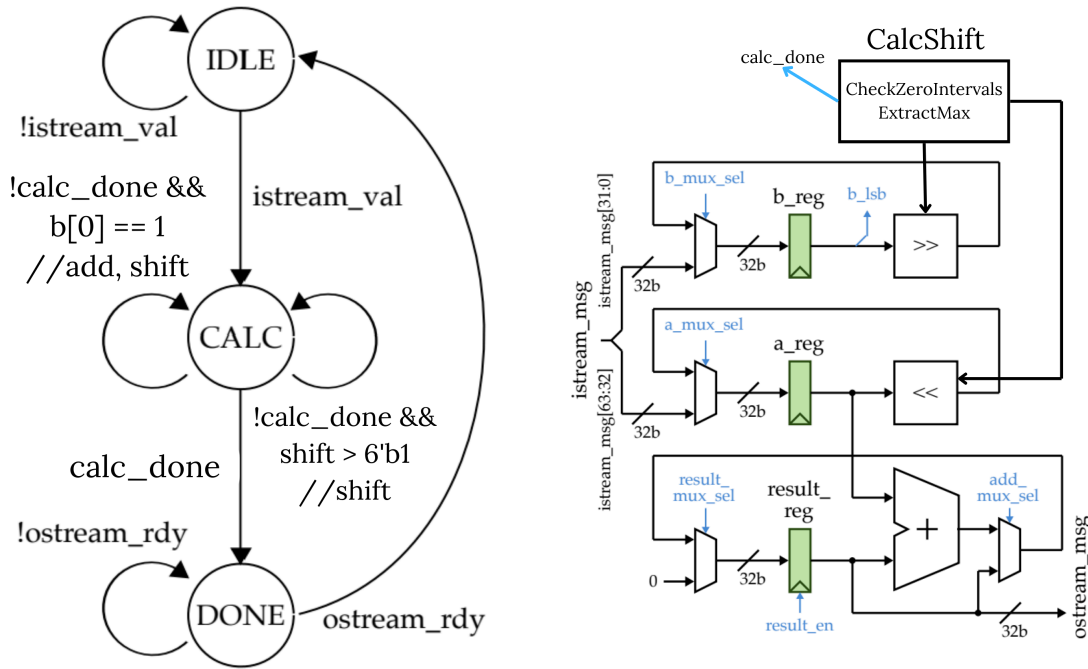 IDLE
!istream_val
istream_val
!calc_done &&
b[0] == 1
//add, shift
CALC
!calc_done &&
shift > 6'b1
//shift
calc_done
!ostream_rdy
DONE
ostream_rdy
CalcShift
calc_done
CheckZeroIntervals
ExtractMax
istream_msg
istream_msg[31:0]
32b
b_mux_sel
32b
b_reg
b_lsb
>>
istream_msg[63:32]
32b
a_mux_sel
32b
a_reg
<<
result_
mux_sel
0
32b
result_
reg
result_en
+
add_
mux_sel
32b
ostream_msg